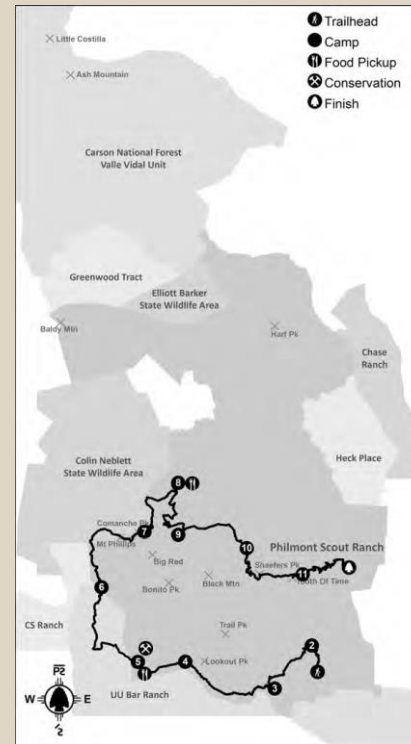 Trailhead
Camp
Food Pickup
Conservation
Finish
Little Costilla
Ash Mountain
Carson National Forest
Valle Vidal Unit
Greenwood Tract
Elliott Barker
State Wildlife Area
Baldy Mtn
Hart Pk
Chase
Ranch
Heck Place
Colin Neblett
State Wildlife Area
8
Comanche Pk
7
9
Mt Phillips
10
Philmont Scout Ranch
Big Red
Shaefers Pk
11
Tooth Of Time
Black Mtn
Bonito Pk
6
CS Ranch
Trail Pk
2
5
4
Lookout Pk
3
UU Bar Ranch
W E